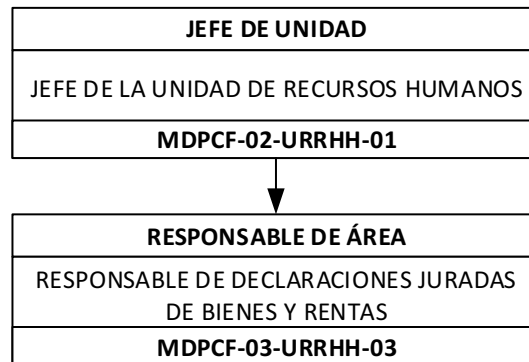 JEFE DE UNIDAD
JEFE DE LA UNIDAD DE RECURSOS HUMANOS
MDPCF-02-URRHH-01
RESPONSABLE DE ÁREA
RESPONSABLE DE DECLARACIONES JURADAS
DE BIENES Y RENTAS
MDPCF-03-URRHH-03